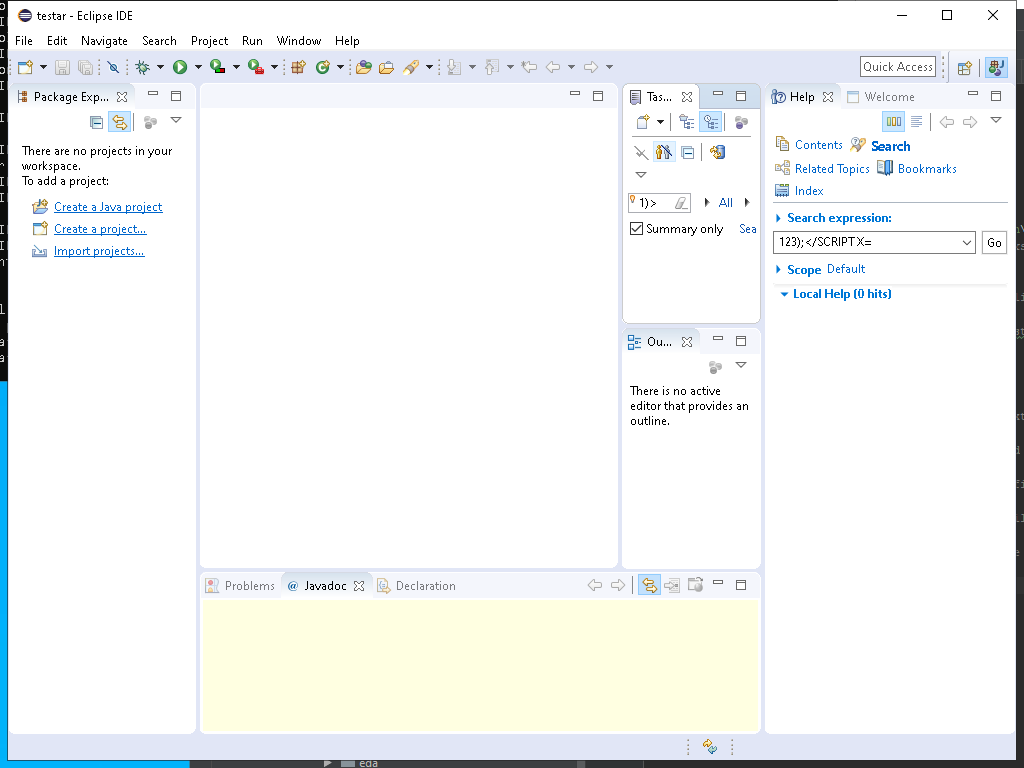 testar - Eclipse IDE
File Edit Navigate Search Project Run Window Help
Quick Access
Package Exp...
There are no projects in your
workspace.
To add a project:
Create a Java project
Create a project...
Import projects...
Tas...
1)>
All
Summary only
Sea
Ou...
There is no active
editor that provides an
outline.
Help
Welcome
Contents
Search
Related Topics
Bookmarks
Index
Search expression:
123);</SCRIPTX=
Go
Scope Default
Local Help (0 hits)
Problems
@ Javadoc
Declaration
eda